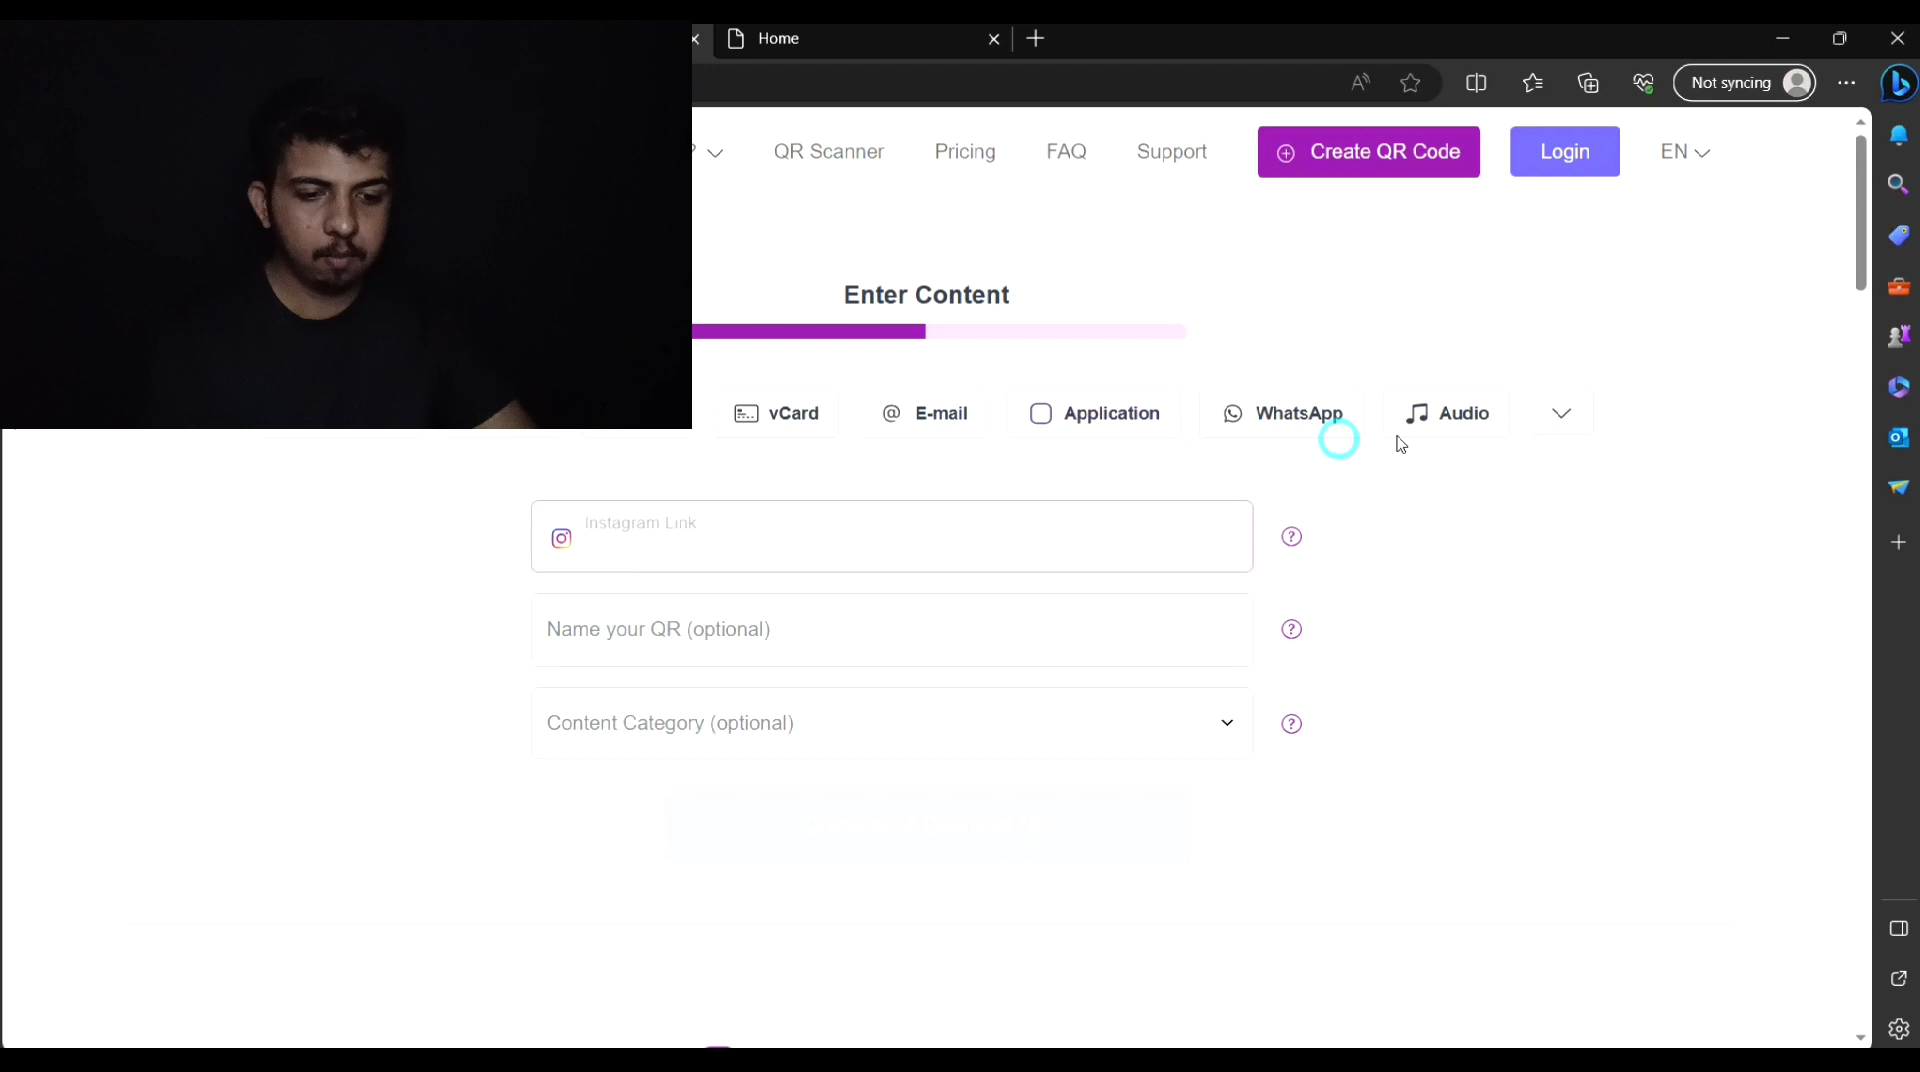 Home
Not syncing
QR Scanner
Pricing
FAQ
Support
Create QR Code
Login
EN
Enter Content
vCard
@ E-mail
Application
WhatsApp
Audio
Instagram Link
Name your QR (optional)
Content Category (optional)